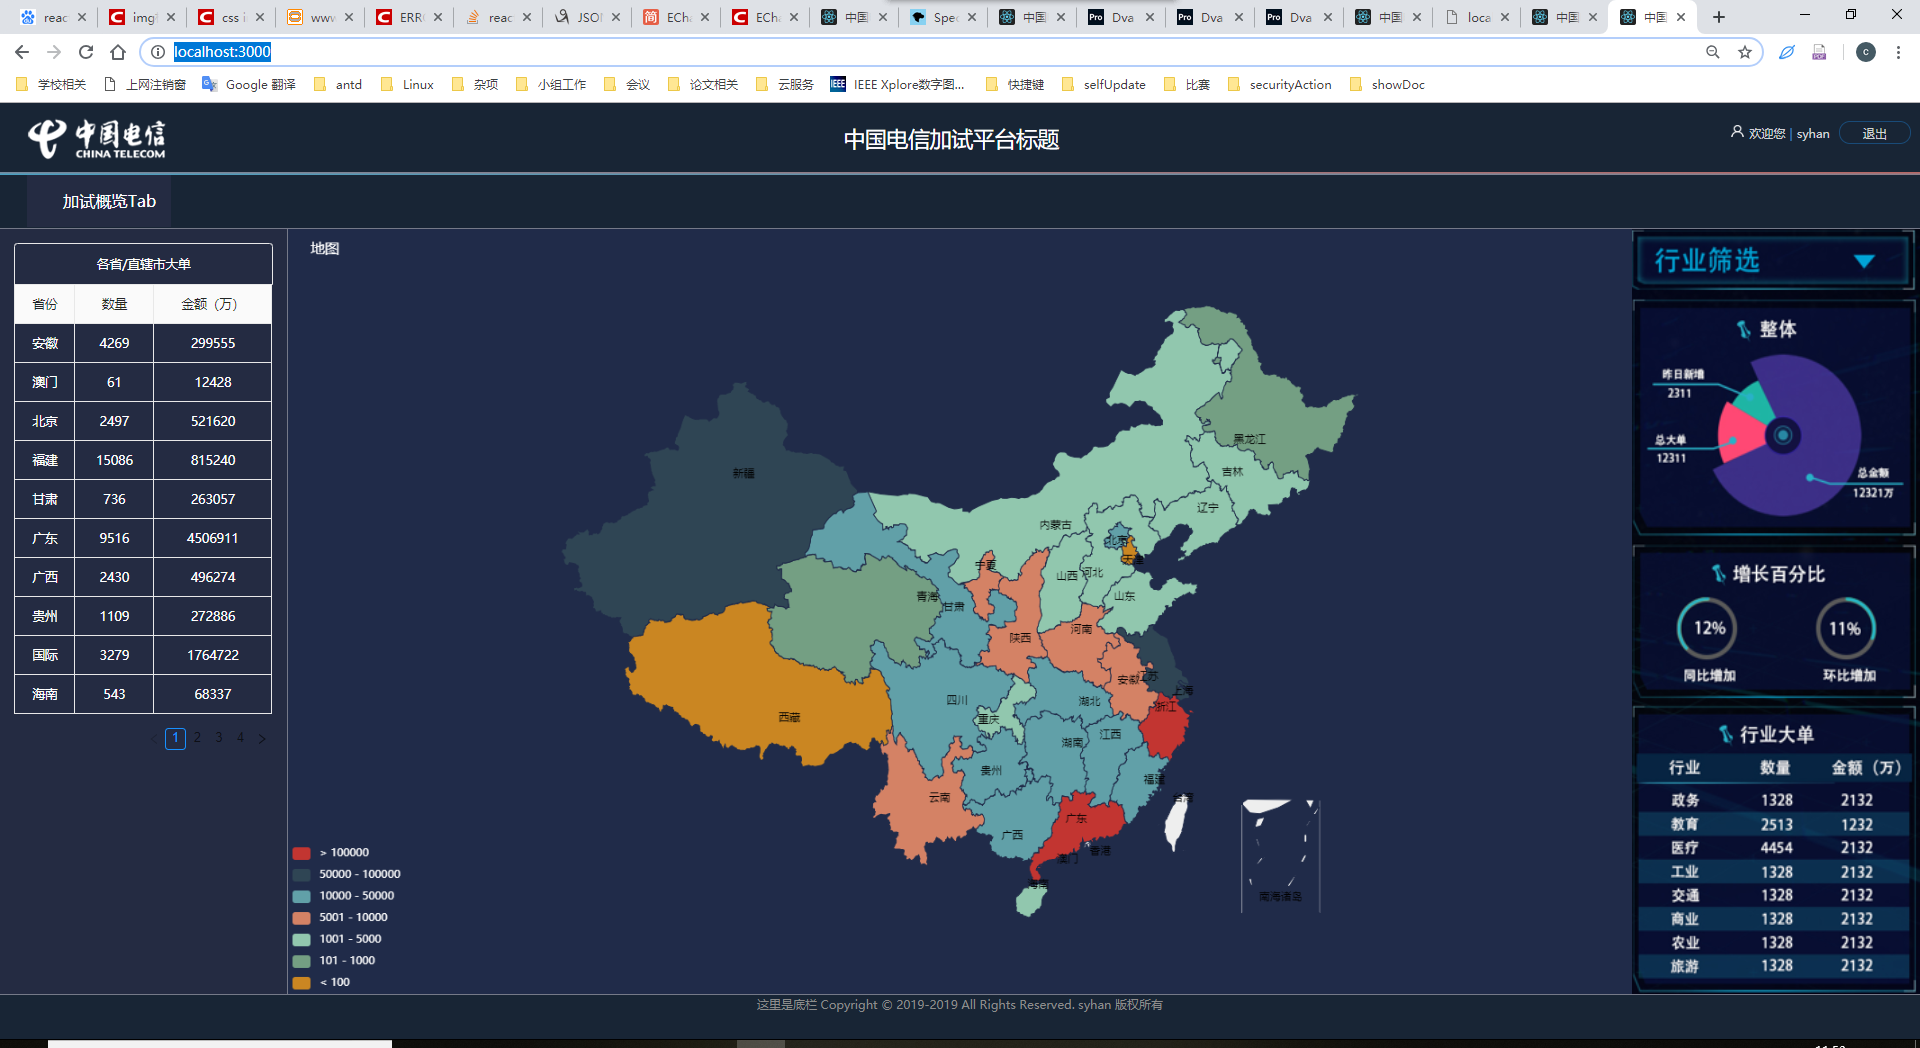 reac
img
css i
www
ERR
reac
JSO
ECh
ECh
中国
Spec
中国
Dva
Dva
Dva
中国
loca
中国
中国
localhost:3000
学校相关
上网注销窗
Google 翻译
antd
Linux
杂项
小组工作
会议
论文相关
云服务
IEEE Xplore数字图...
快捷键
selfUpdate
比赛
securityAction
showDoc
中国电信
CHINA TELECOM
中国电信加试平台标题
欢迎您 | syhan
退出
加试概览Tab
各省/直辖市大单
省份 数量 金额（万）
安徽 4269 299555
澳门 61 12428
北京 2497 521620
福建 15086 815240
甘肃 736 263057
广东 9516 4506911
广西 2430 496274
贵州 1109 272886
国际 3279 1764722
海南 543 68337
< 1 2 3 4 >
地图
黑龙江
吉林
新疆
辽宁
内蒙古
北京
天津
宁夏
山西
河北
山东
青海
甘肃
河南
陕西
安徽
江苏
上海
四川
湖北
浙江
西藏
重庆
江西
湖南
贵州
福建
云南
台湾
广东
广西
香港
澳门
海南
南海诸岛
> 100000
50000 - 100000
10000 - 50000
5001 - 10000
1001 - 5000
101 - 1000
< 100
行业筛选
整体
昨日新增
2311
总大单
12311
总金额
12321万
增长百分比
12%
11%
同比增加
环比增加
行业大单
行业 数量 金额（万）
政务 1328 2132
教育 2513 1232
医疗 4454 2132
工业 1328 2132
交通 1328 2132
商业 1328 2132
农业 1328 2132
旅游 1328 2132
这里是底栏 Copyright © 2019-2019 All Rights Reserved. syhan 版权所有